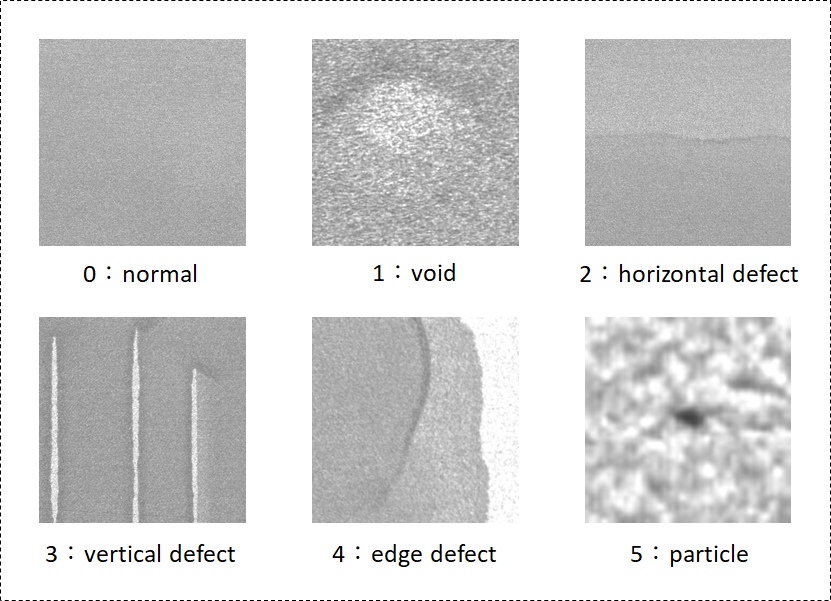 0：normal
1：void
2：horizontal defect
3：vertical defect
4：edge defect
5：particle